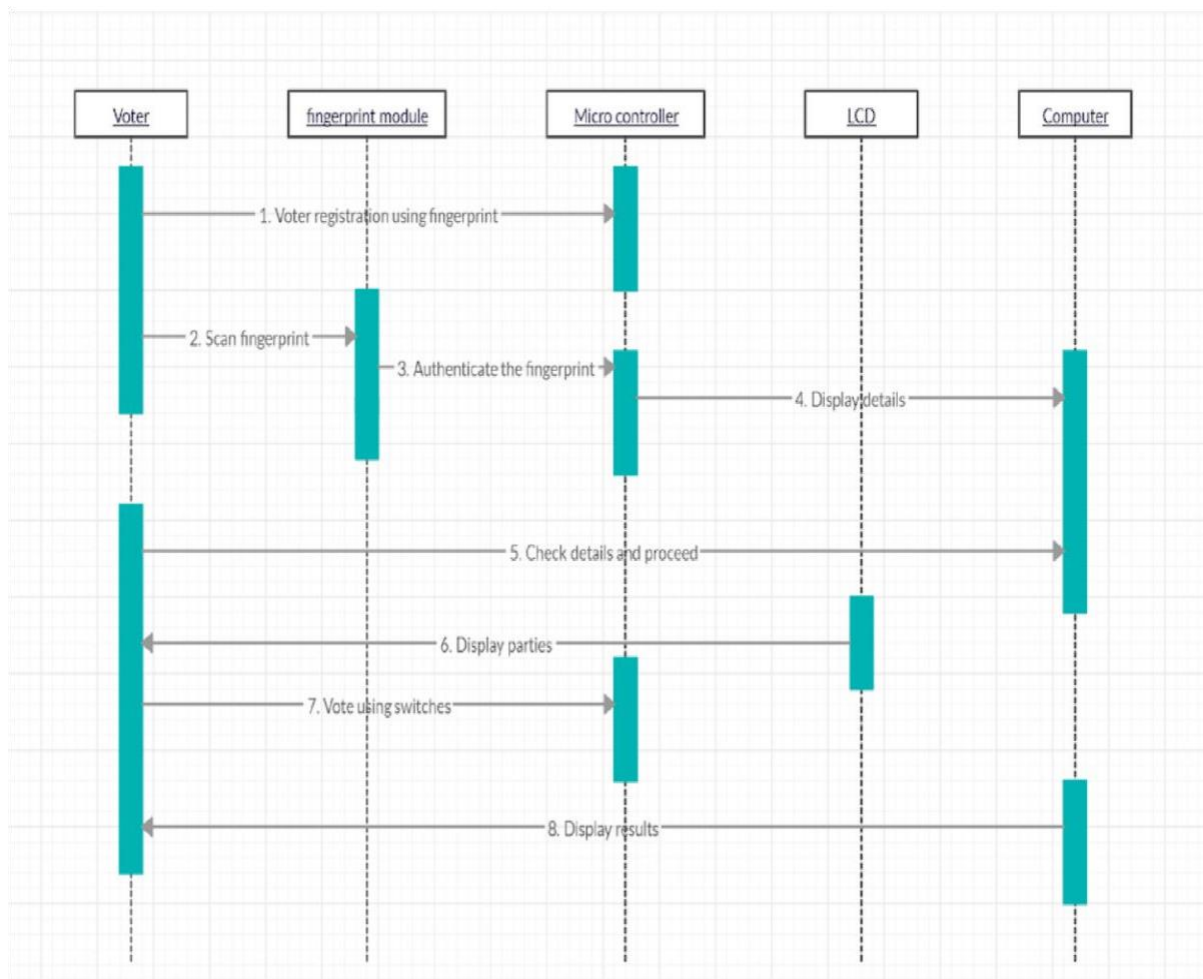 Voter
fingerprint module
Micro controller
LCD
Computer
1. Voter registration using fingerprint
2. Scan fingerprint
3. Authenticate the fingerprint
4. Display details
5. Check details and proceed
6. Display parties
7. Vote using switches
8. Display results